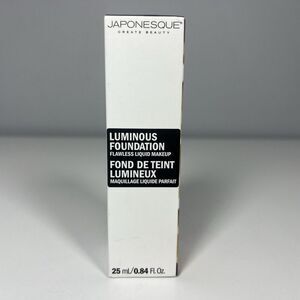 JAPONESQUE®
CREATE BEAUTY
LUMINOUS
FOUNDATION
FLAWLESS LIQUID MAKEUP
FOND DE TEINT
LUMINEUX
MAQUILLAGE LIQUIDE PARFAIT
25 mL/0.84 Fl. Oz.